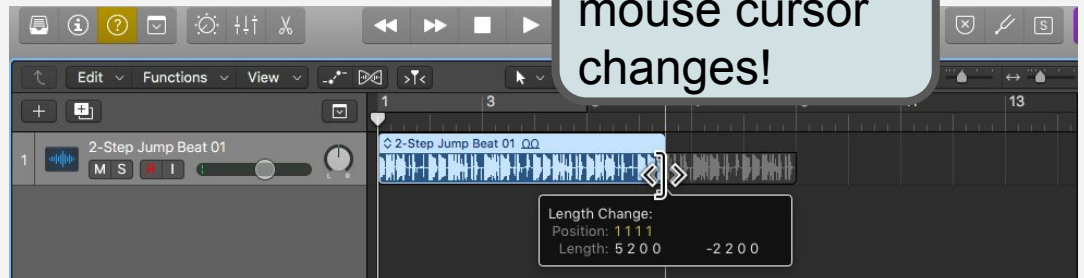 mouse cursor
changes!
S
Edit Functions View
1 3 13
1 2-Step Jump Beat 01
M S R I
L R
2-Step Jump Beat 01
Length Change:
Position: 1 1 1 1
Length: 5 2 0 0 -2 2 0 0